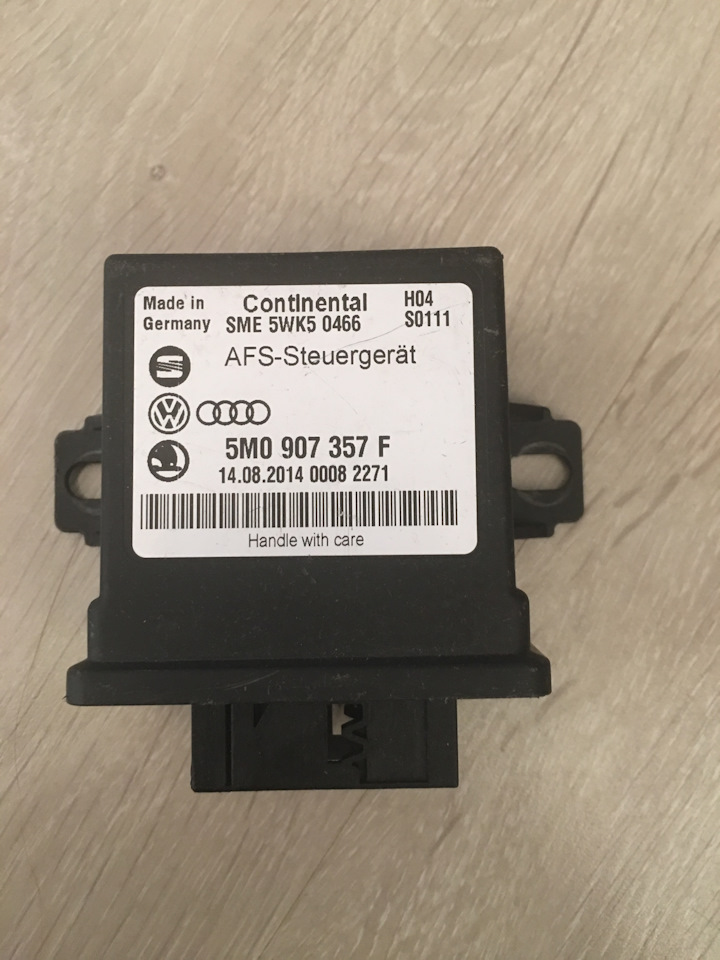 Made in Continental H04
Germany SME 5WK5 0466 S0111
AFS-Steuergerät
5M0 907 357 F
14.08.2014 0008 2271
Handle with care